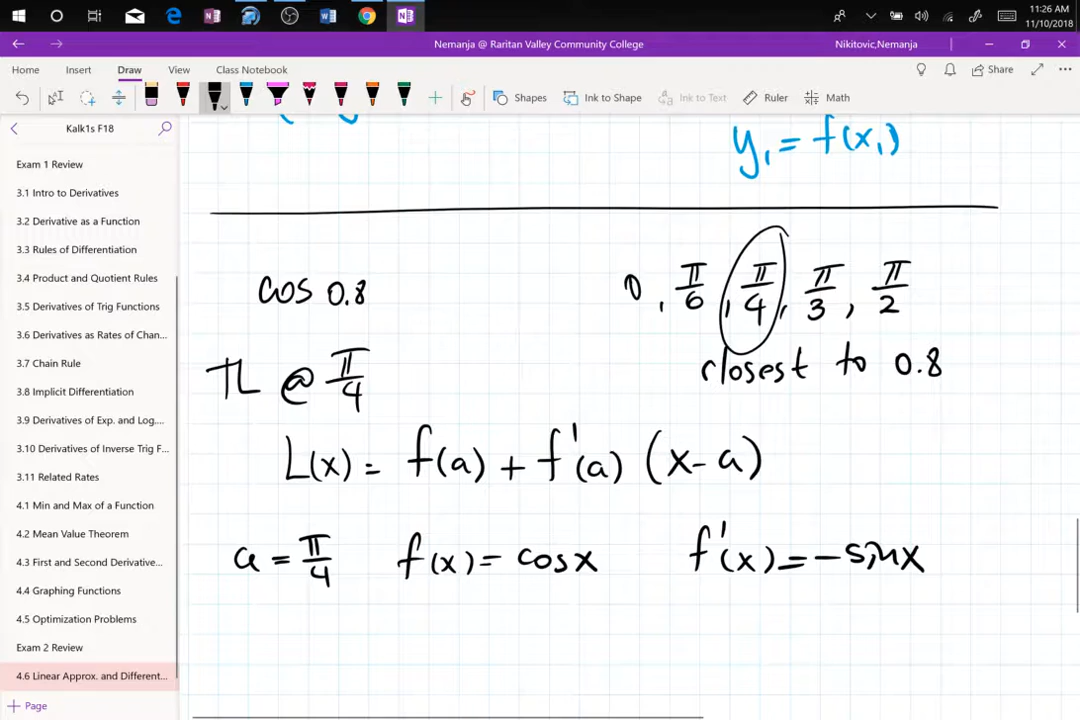 11:26 AM
11/10/2018
Nemanja @ Raritan Valley Community College
Nikitovic,Nemanja
Home Insert Draw View Class Notebook
Share
Shapes Ink to Shape Ink to Text Ruler Math
Kalk1s F18
Exam 1 Review
3.1 Intro to Derivatives
3.2 Derivative as a Function
3.3 Rules of Differentiation
3.4 Product and Quotient Rules
3.5 Derivatives of Trig Functions
3.6 Derivatives as Rates of Chan...
3.7 Chain Rule
3.8 Implicit Differentiation
3.9 Derivatives of Exp. and Log....
3.10 Derivatives of Inverse Trig F...
3.11 Related Rates
4.1 Min and Max of a Function
4.2 Mean Value Theorem
4.3 First and Second Derivative...
4.4 Graphing Functions
4.5 Optimization Problems
Exam 2 Review
4.6 Linear Approx. and Different...
+ Page
y₁ = f(x₁)
cos 0.8
0, π/6, π/4, π/3, π/2
closest to 0.8
TL @ π/4
L(x) = f(a) + f'(a) (x-a)
a = π/4 f(x) = cosx f'(x) = -sinx